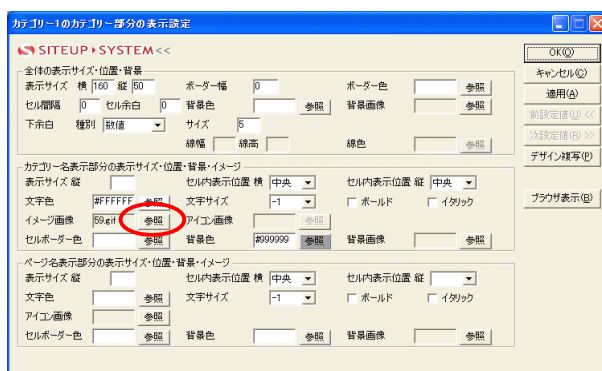 カテゴリー1のカテゴリー部分の表示設定
SITEUP SYSTEM<<
全体の表示サイズ・位置・背景
表示サイズ 横 160 縦 50 ボーダー幅 0 ボーダー色 参照
セル間隔 0 セル余白 0 背景色 参照 背景画像 参照
下余白 種別 数値 サイズ 5
線幅 線高 線色 参照
カテゴリー名表示部分の表示サイズ・位置・背景・イメージ
表示サイズ 縦 セル内表示位置 横 中央 セル内表示位置 縦 中央
文字色 #FFFFFF 参照 文字サイズ -1 ボールド イタリック
イメージ画像 59.gif 参照 アイコン画像 参照
セルボーダー色 参照 背景色 #999999 参照 背景画像 参照
ページ名表示部分の表示サイズ・位置・背景・イメージ
表示サイズ 縦 セル内表示位置 横 中央 セル内表示位置 縦
文字色 参照 文字サイズ -1 ボールド イタリック
アイコン画像 参照
セルボーダー色 参照 背景色 参照 背景画像 参照
OK(O)
キャンセル(C)
適用(A)
前設定値(U) <<
次設定値(R) >>
デザイン複写(P)
ブラウザ表示(B)